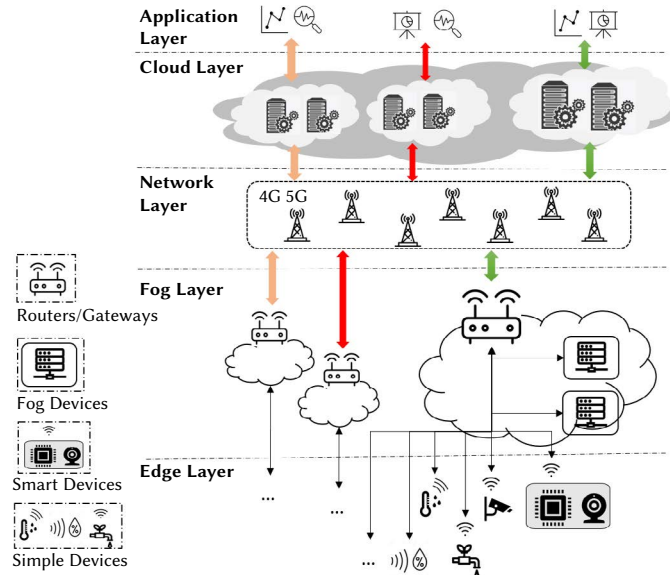 Application
Layer
Cloud Layer
Network
Layer
4G 5G
Fog Layer
Routers/Gateways
Fog Devices
Edge Layer
Smart Devices
...
...
...
%
%
Simple Devices